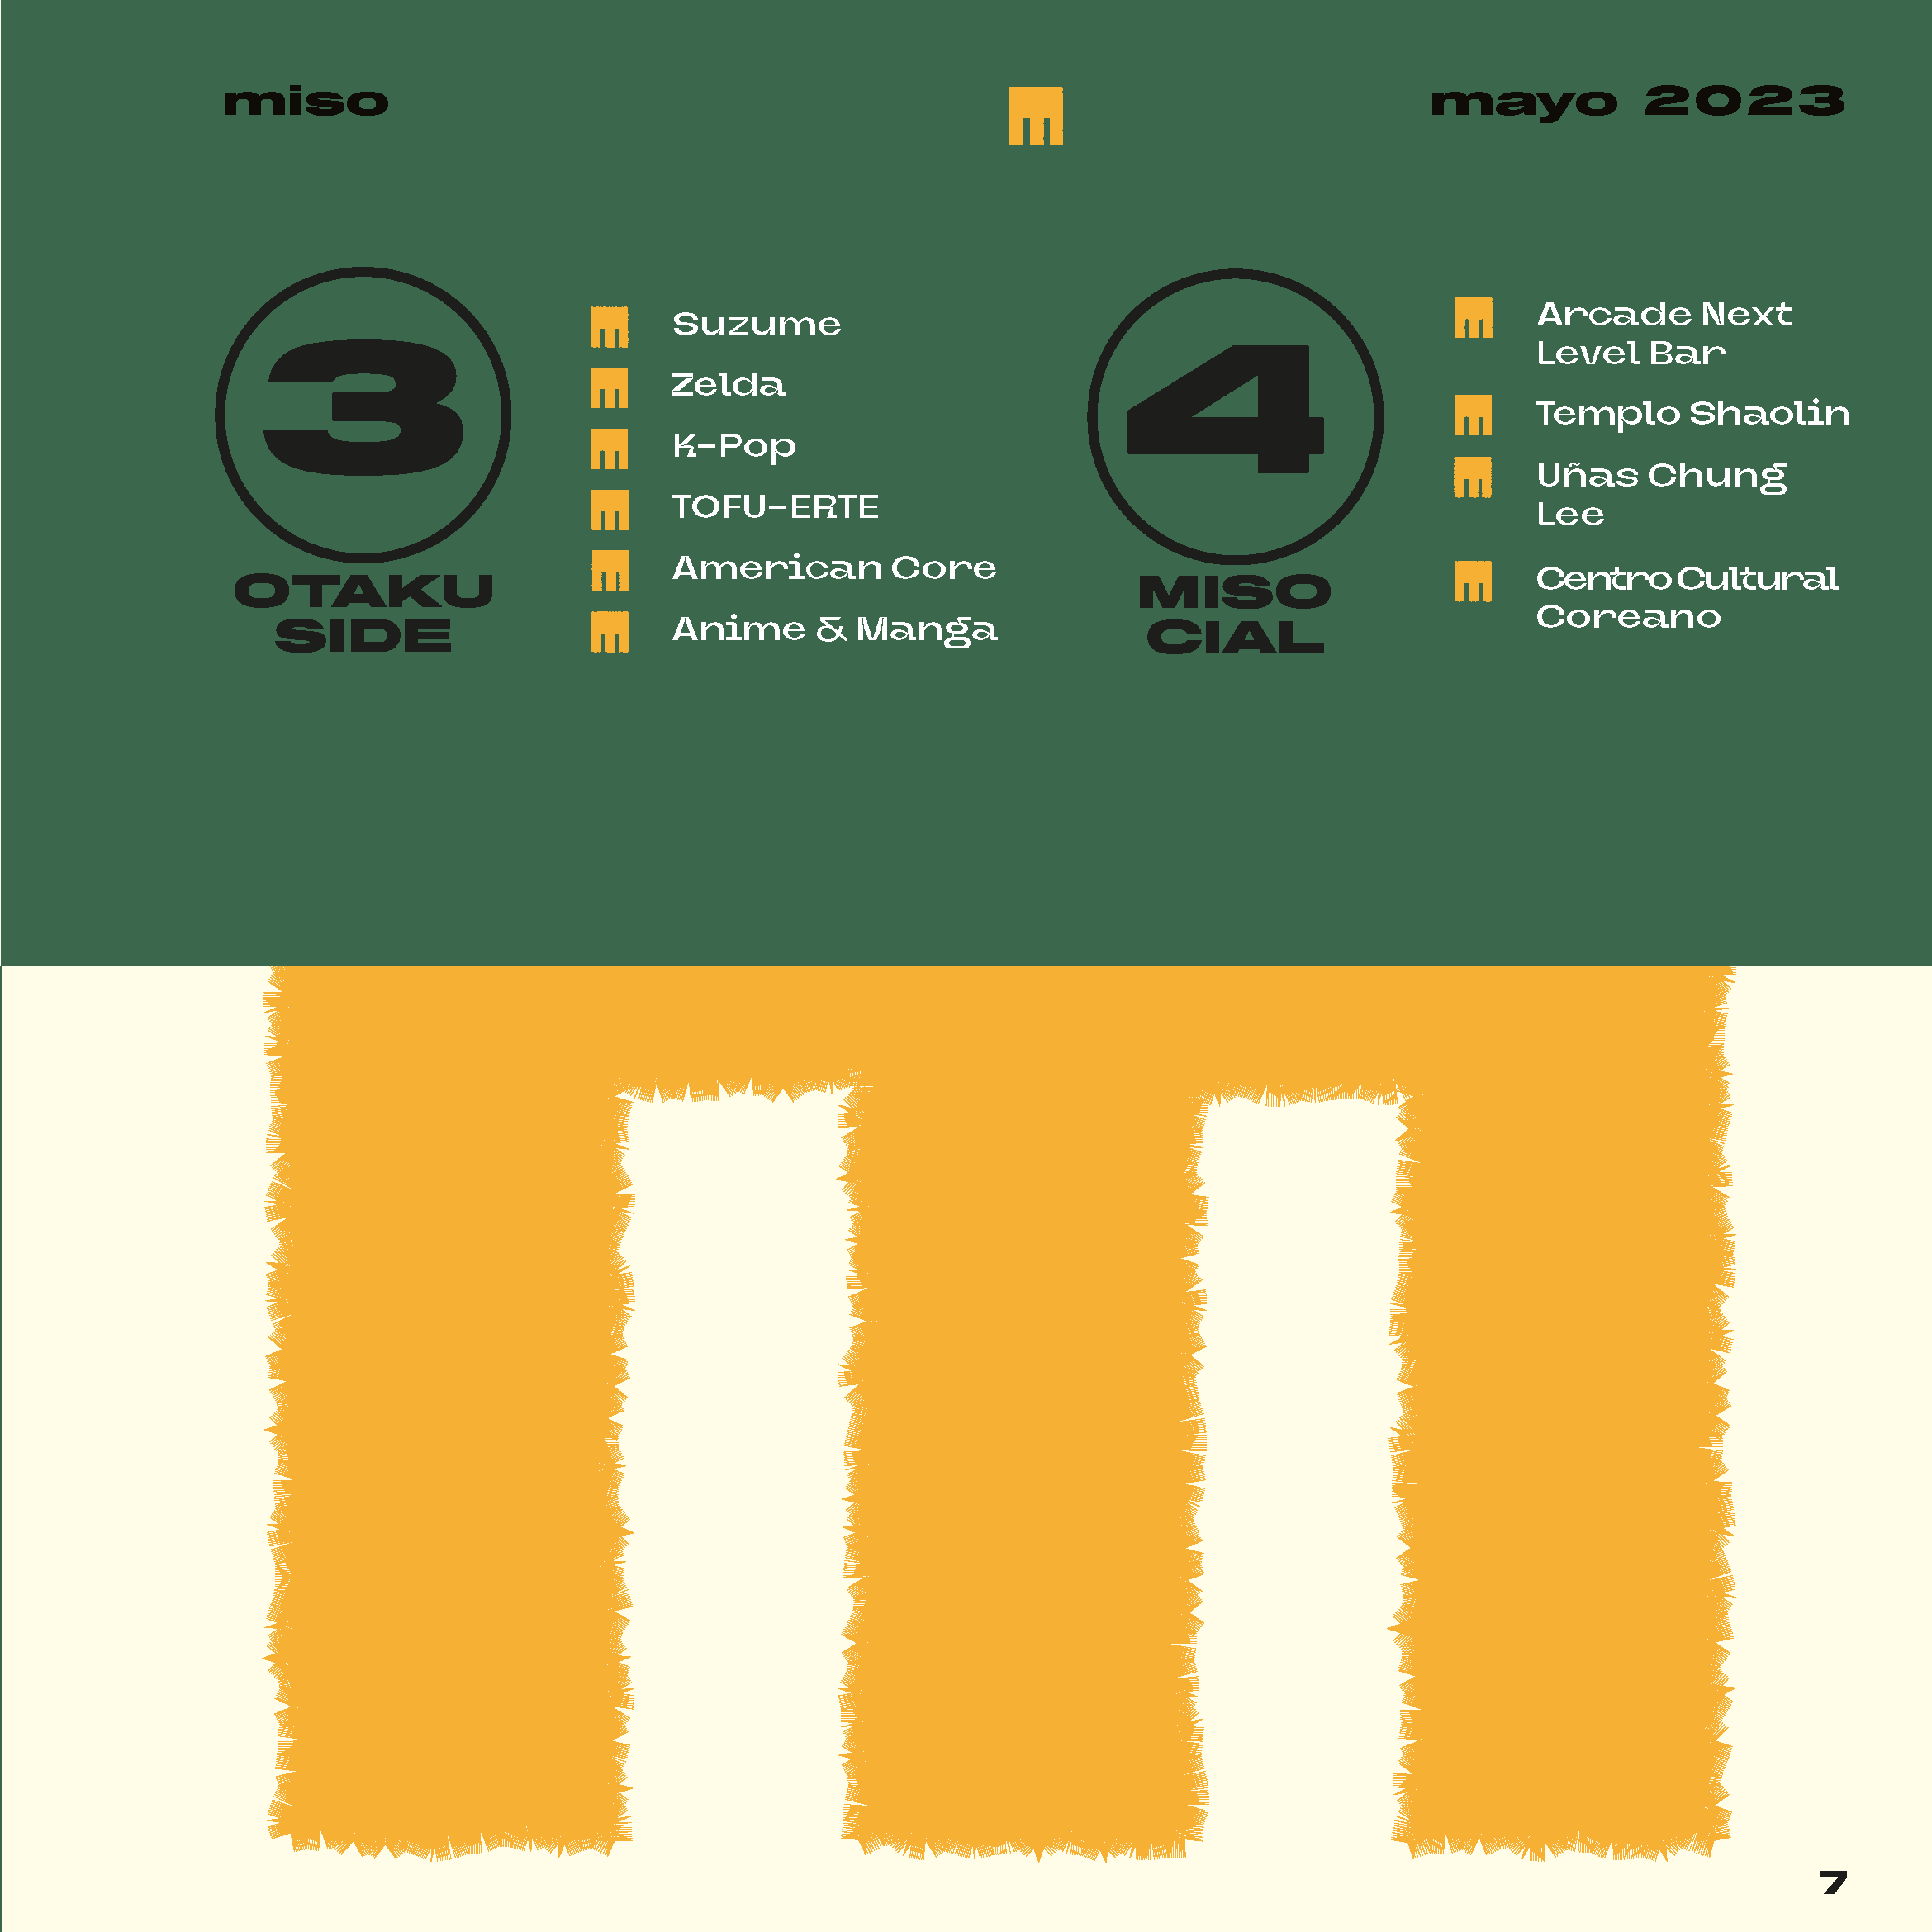 miso
mayo 2023
3
OTAKU
SIDE
Suzume
Zelda
K-Pop
TOFU-ERTE
American Core
Anime & Manga
4
MISO
CIAL
Arcade Next
Level Bar
Templo Shaolin
Uñas Chung
Lee
Centro Cultural
Coreano
7